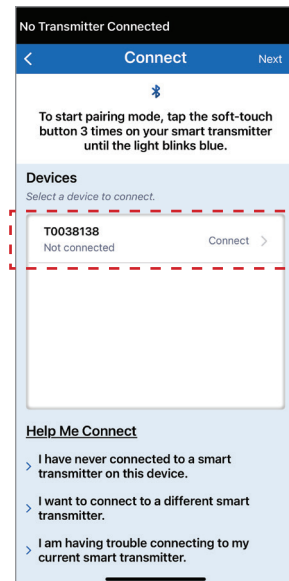 No Transmitter Connected
Connect
Next
To start pairing mode, tap the soft-touch
button 3 times on your smart transmitter
until the light blinks blue.
Devices
Select a device to connect.
T0038138
Not connected
Connect
Help Me Connect
I have never connected to a smart
transmitter on this device.
I want to connect to a different smart
transmitter.
I am having trouble connecting to my
current smart transmitter.